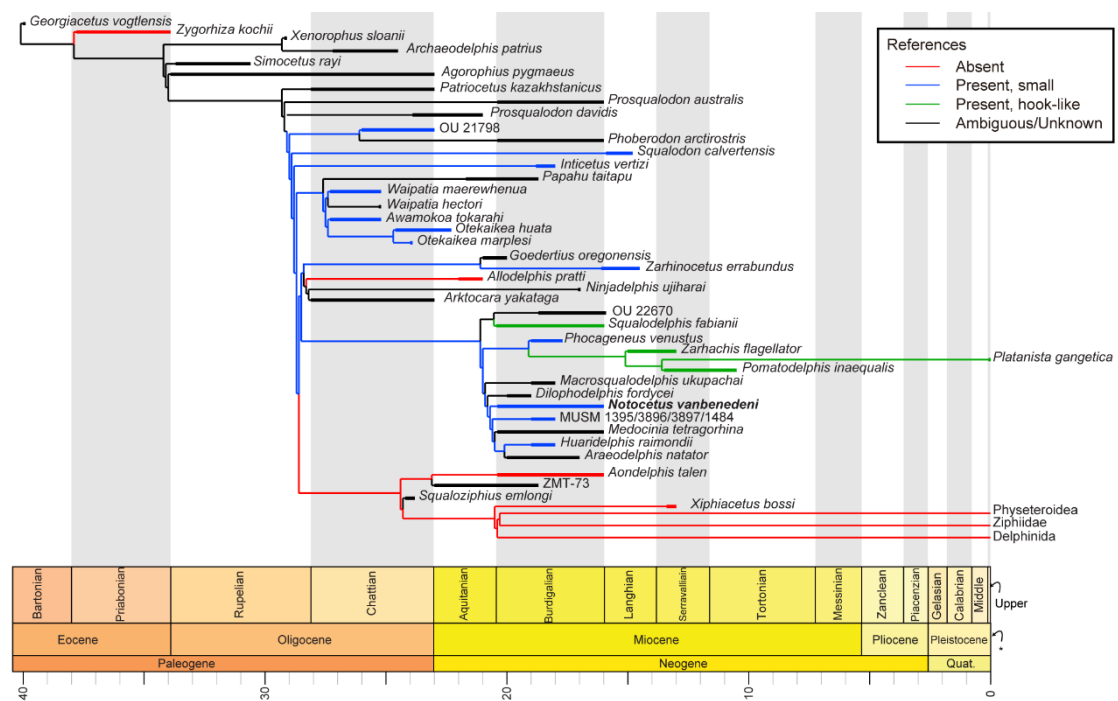 Georgiacetus vogtlensis
Zygorhiza kochii
Xenorophus sloanii
Archaeodelphis patrius
Simocetus rayi
Agorophius pygmaeus
Patriocetus kazakhstanicus
Prosqualodon australis
Prosqualodon davidis
OU 21798
Phoberodon arctirostris
Squalodon calvertensis
Inticetus vertizi
Papahu taitapu
Waipatia maerewhenua
Waipatia hectori
Awamokoa tokarahi
Otekaikea huata
Otekaikea marplesi
Goedertius oregonensis
Zarhinocetus errabundus
Allodelphis pratti
Ninjadelphis ujiharai
Arktocara yakataga
OU 22670
Squalodelphis fabianii
Phocageneus venustus
Zarhachis flagellator
Platanista gangetica
Pomatodelphis inaequalis
Macrosqualodelphis ukupachai
Dilophodelphis fordycei
Notocetus vanbenedeni
MUSM 1395/3896/3897/1484
Medocinia tetragorhina
Huaridelphis raimondii
Araeodelphis natator
Aondelphis talen
ZMT-73
Squaloziphius emlongi
Xiphiacetus bossi
Physeteroidea
Ziphiidae
Delphinida
References
Absent
Present, small
Present, hook-like
Ambiguous/Unknown
Bartonian
Priabonian
Rupelian
Chattian
Aquitanian
Burdigalian
Langhian
Serravalliain
Tortonian
Messinian
Zanclean
Piacenzian
Gelasian
Calabrian
Middle
Upper
Eocene
Oligocene
Miocene
Pliocene
Pleistocene
*
Paleogene
Neogene
Quat.
40
30
20
10
0